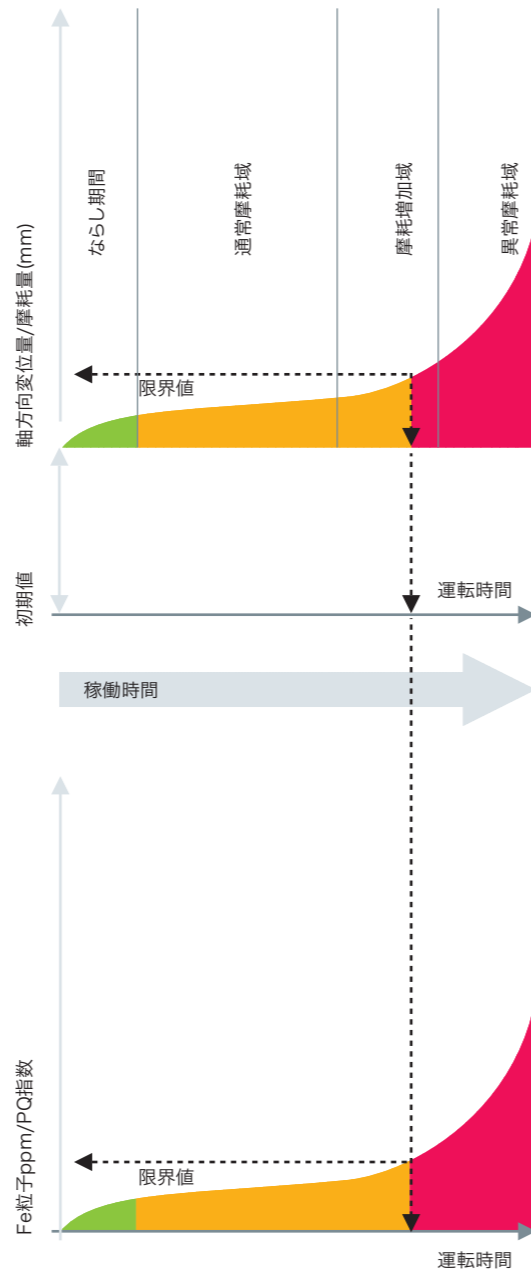 軸方向変位量/摩耗量(mm)
ならし期間
通常摩耗域
摩耗増加域
異常摩耗域
限界値
初期値
運転時間
稼働時間
Fe粒子ppm/PQ指数
限界値
運転時間